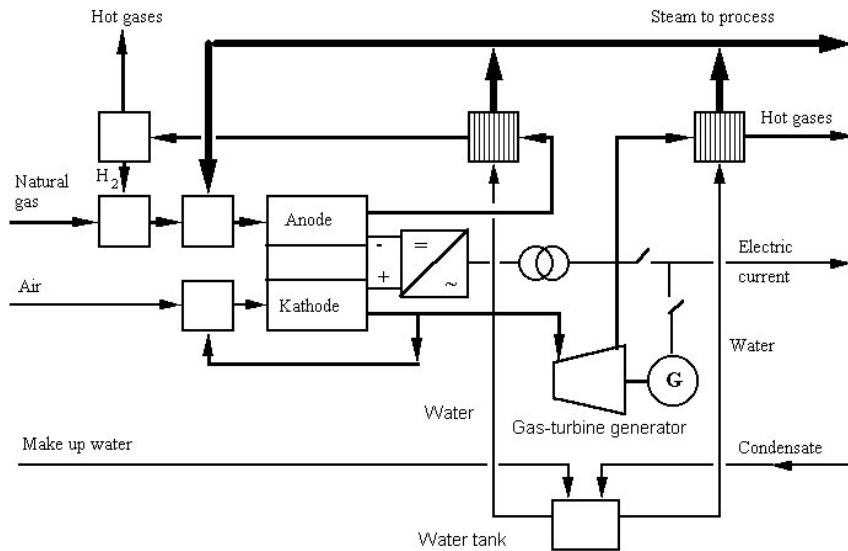 Hot gases
Steam to process
Hot gases
H2
Natural
gas
Anode
-
=
Electric
current
+
~
Air
Kathode
G
Water
Water
Gas-turbine generator
Make up water
Condensate
Water tank